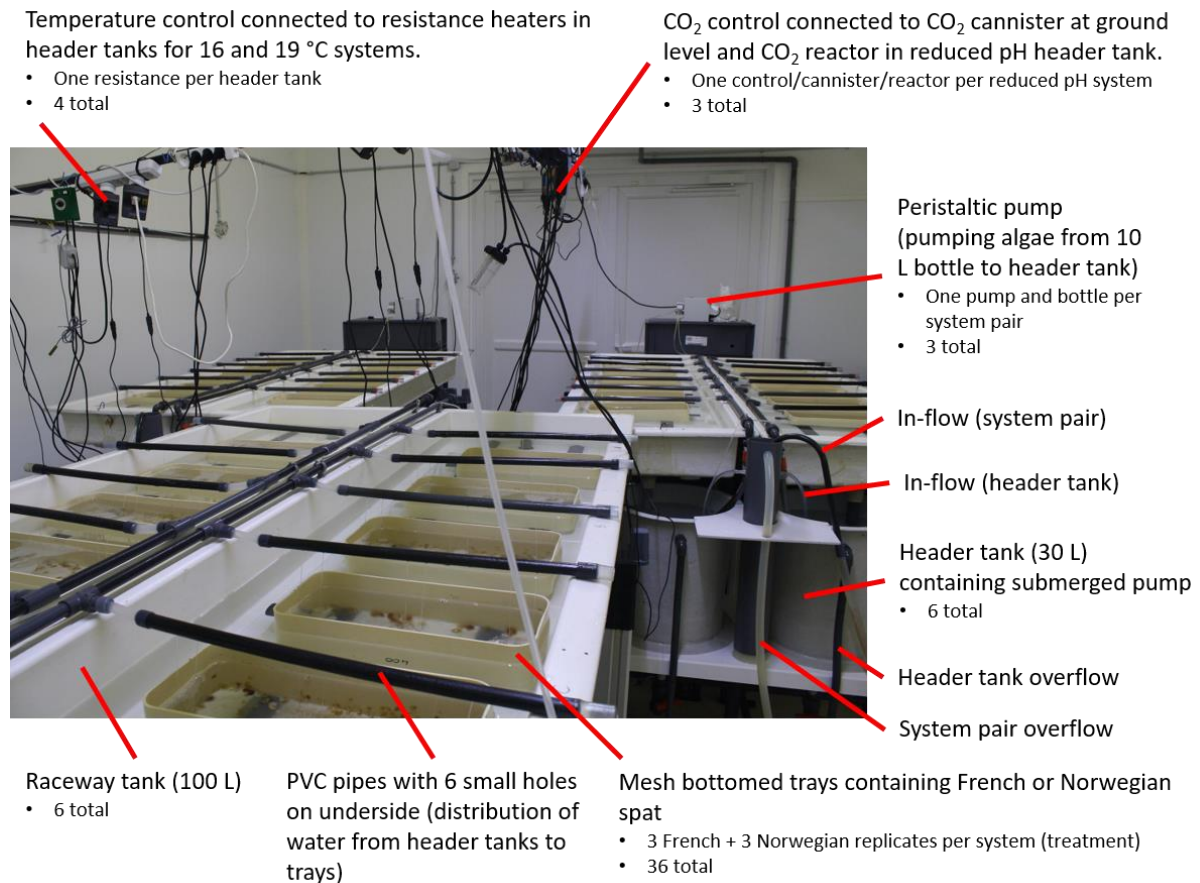 Temperature control connected to resistance heaters in
header tanks for 16 and 19 °C systems.
• One resistance per header tank
• 4 total
CO₂ control connected to CO₂ cannister at ground
level and CO₂ reactor in reduced pH header tank.
• One control/cannister/reactor per reduced pH system
• 3 total
Peristaltic pump
(pumping algae from 10
L bottle to header tank)
• One pump and bottle per
system pair
• 3 total
In-flow (system pair)
In-flow (header tank)
Header tank (30 L)
containing submerged pump
• 6 total
Header tank overflow
System pair overflow
Raceway tank (100 L)
• 6 total
PVC pipes with 6 small holes
on underside (distribution of
water from header tanks to
trays)
Mesh bottomed trays containing French or Norwegian
spat
• 3 French + 3 Norwegian replicates per system (treatment)
• 36 total